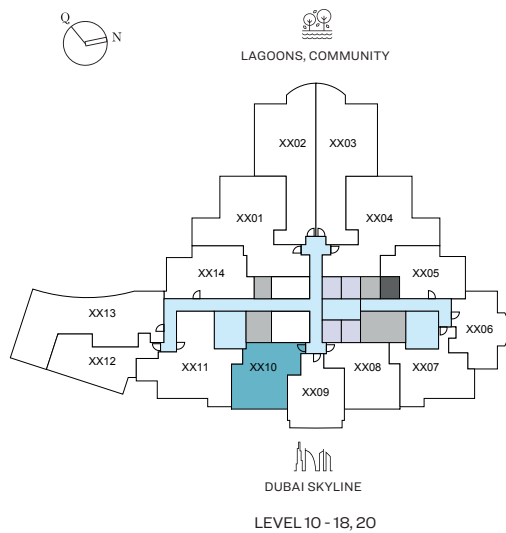 Q
N
LAGOONS, COMMUNITY
XX02
XX03
XX01
XX04
XX14
XX05
XX13
XX06
XX12
XX11
XX10
XX08
XX07
XX09
DUBAI SKYLINE
LEVEL 10 - 18, 20